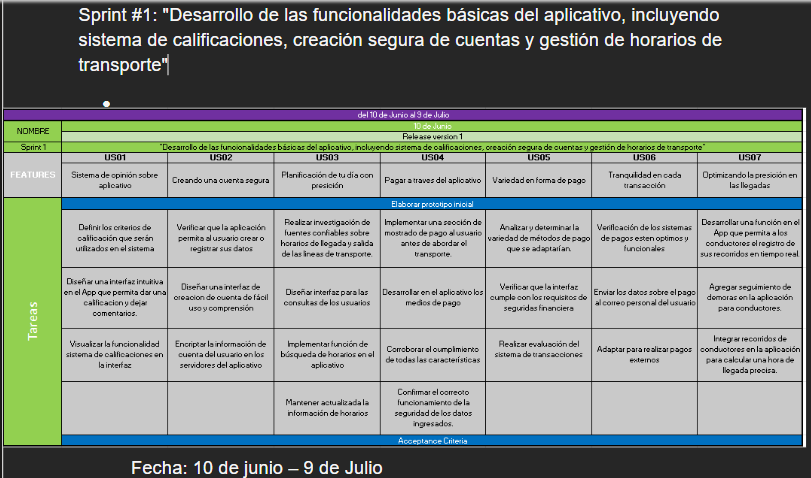 Sprint #1: "Desarrollo de las funcionalidades básicas del aplicativo, incluyendo
sistema de calificaciones, creación segura de cuentas y gestión de horarios de
transporte"
del 10 de Junio al 9 de Julio
NOMBRE
10 de Junio
Release version 1
Sprint 1
"Desarrollo de las funcionalidades básicas del aplicativo, incluyendo sistema de calificaciones, creación segura de cuentas y gestión de horarios de transporte"
FEATURES
US01
US02
US03
US04
US05
US06
US07
Sistema de opinión sobre
aplicativo
Creando una cuenta segura
Planificación de tu día con
presición
Pagar a traves del aplicativo
Variedad en forma de pago
Tranquilidad en cada
transacción
Optimizando la presición en
las llegadas
Elaborar prototipo inicial
Tareas
Definir los criterios de
calificación que serán
utilizados en el sistema
Verificar que la aplicación
permita al usuario crear o
registrar sus datos
Realizar investigación de
fuentes confiables sobre
horarios de llegada y salida
de las lineas de transporte.
Implementar una sección de
mostrado de pago al usuario
antes de abordar el
transporte.
Analizar y determinar la
variedad de métodos de pago
que se adaptarían.
Verificación de los sistemas
de pagos esten optimos y
funcionales
Desarrollar una función en el
App que permita a los
conductores el registro de
sus recorridos en tiempo real.
Diseñar una interfaz intuitiva
en el App que permita dar una
calificacion y dejar
comentarios.
Diseñar una interfaz de
creacion de cuenta de fácil
uso y comprensión
Diseñar interfaz para las
consultas de los usuarios
Desarrollar en el aplicativo los
medios de pago
Verificar que la interfaz
cumple con los requisitos de
seguridas financiera
Enviar los datos sobre el pago
al correo personal del usuario
Agregar seguimiento de
demoras en la aplicación
para conductores.
Visualizar la funcionalidad
sistema de calificaciones en
la interfaz
Encriptar la información de
cuenta del usuario en los
servidores del aplicativo
Implementar función de
búsqueda de horarios en el
aplicativo
Corroborar el cumplimiento
de todas las características
Realizar evaluación del
sistema de transacciones
Adaptar para realizar pagos
externos
Integrar recorridos de
conductores en la aplicación
para calcular una hora de
llegada precisa.
Mantener actualizada la
información de horarios
Confirmar el correcto
funcionamiento de la
seguridad de los datos
ingresados.
Acceptance Criteria
Fecha: 10 de junio – 9 de Julio